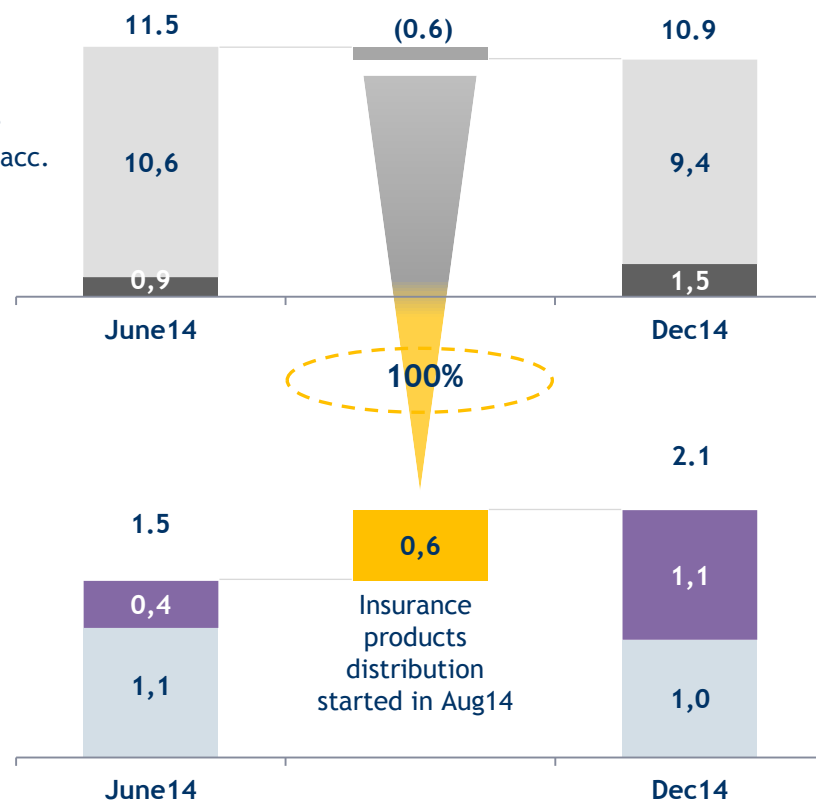 11.5
(0.6)
10.9
acc.
10,6
9,4
0,9
1,5
June14
Dec14
100%
2.1
1.5
0,6
0,4
1,1
Insurance
products
distribution
started in Aug14
1,1
1,0
June14
Dec14